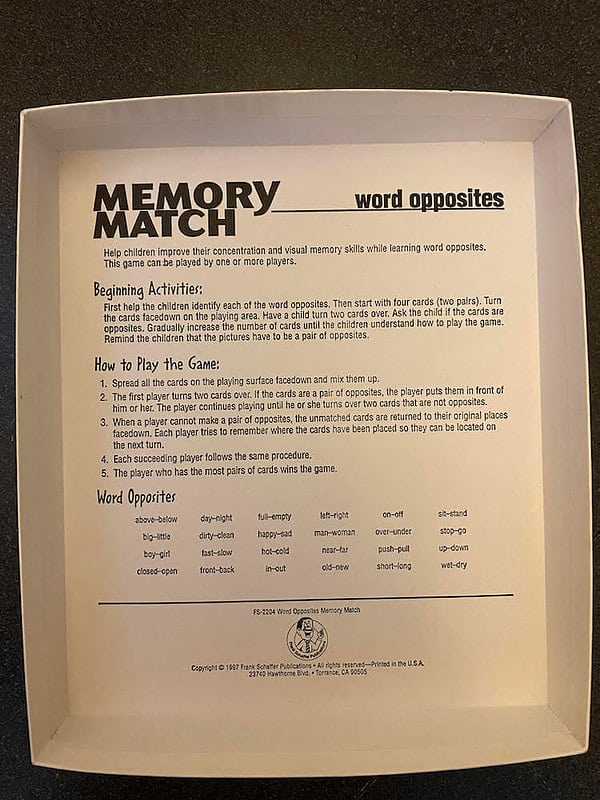 MEMORY
MATCH
word opposites
Help children improve their concentration and visual memory skills while learning word opposites.
This game can be played by one or more players.
Beginning Activities:
First help the children identify each of the word opposites. Then start with four cards (two pairs). Turn
the cards facedown on the playing area. Have a child turn two cards over. Ask the child if the cards are
opposites. Gradually increase the number of cards until the children understand how to play the game.
Remind the children that the pictures have to be a pair of opposites.
How to Play the Game:
1. Spread all the cards on the playing surface facedown and mix them up.
2. The first player turns two cards over. If the cards are a pair of opposites, the player puts them in front of
him or her. The player continues playing until he or she turns over two cards that are not opposites.
3. When a player cannot make a pair of opposites, the unmatched cards are returned to their original places
facedown. Each player tries to remember where the cards have been placed so they can be located on
the next turn.
4. Each succeeding player follows the same procedure.
5. The player who has the most pairs of cards wins the game.
Word Opposites
above–below day–night full–empty left–right on–off sit–stand
big–little dirty–clean happy–sad man–woman over–under stop–go
boy–girl fast–slow hot–cold near–far push–pull up–down
closed–open front–back in–out old–new short–long wet–dry
FS-2204 Word Opposites Memory Match
Frank Schaffer Publications
Copyright © 1997 Frank Schaffer Publications • All rights reserved—Printed in the U.S.A.
23740 Hawthorne Blvd. • Torrance, CA 90505